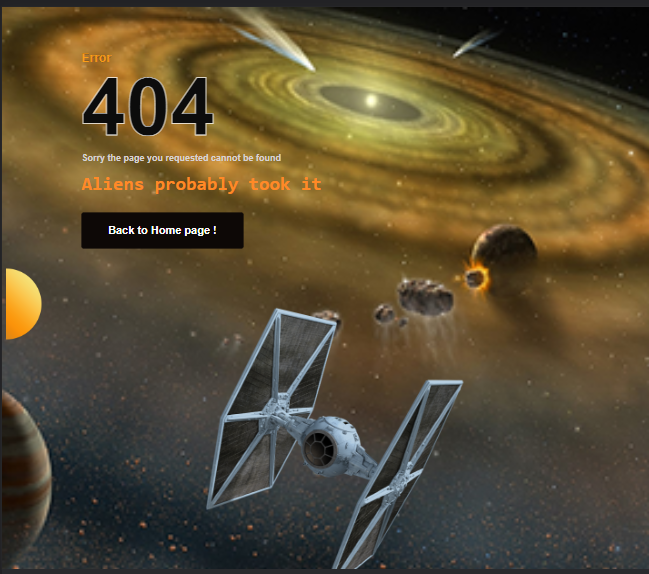 Error
404
Sorry the page you requested cannot be found
Aliens probably took it
Back to Home page !